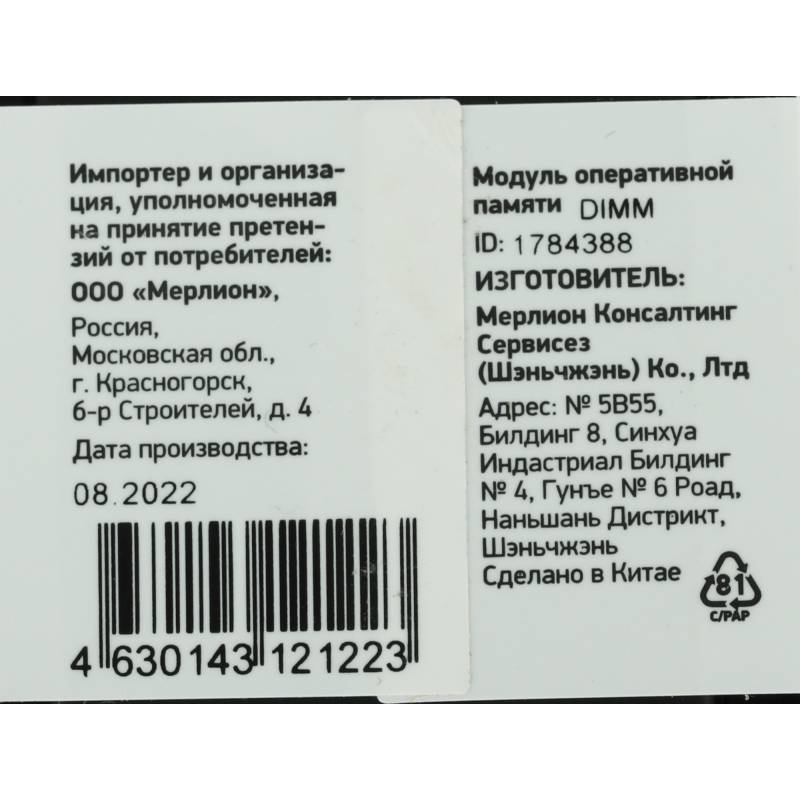 Импортер и организа-
ция, уполномоченная
на принятие претен-
зий от потребителей:
ООО «Мерлион»,
Россия,
Московская обл.,
г. Красногорск,
б-р Строителей, д. 4
Дата производства:
08.2022
4 630143 121223
Модуль оперативной
памяти DIMM
ID: 1784388
ИЗГОТОВИТЕЛЬ:
Мерлион Консалтинг
Сервисез
(Шэньчжэнь) Ко., Лтд
Адрес: № 5В55,
Билдинг 8, Синхуа
Индастриал Билдинг
№ 4, Гунъе № 6 Роад,
Наньшань Дистрикт,
Шэньчжэнь
Сделано в Китае
81
C/PAP